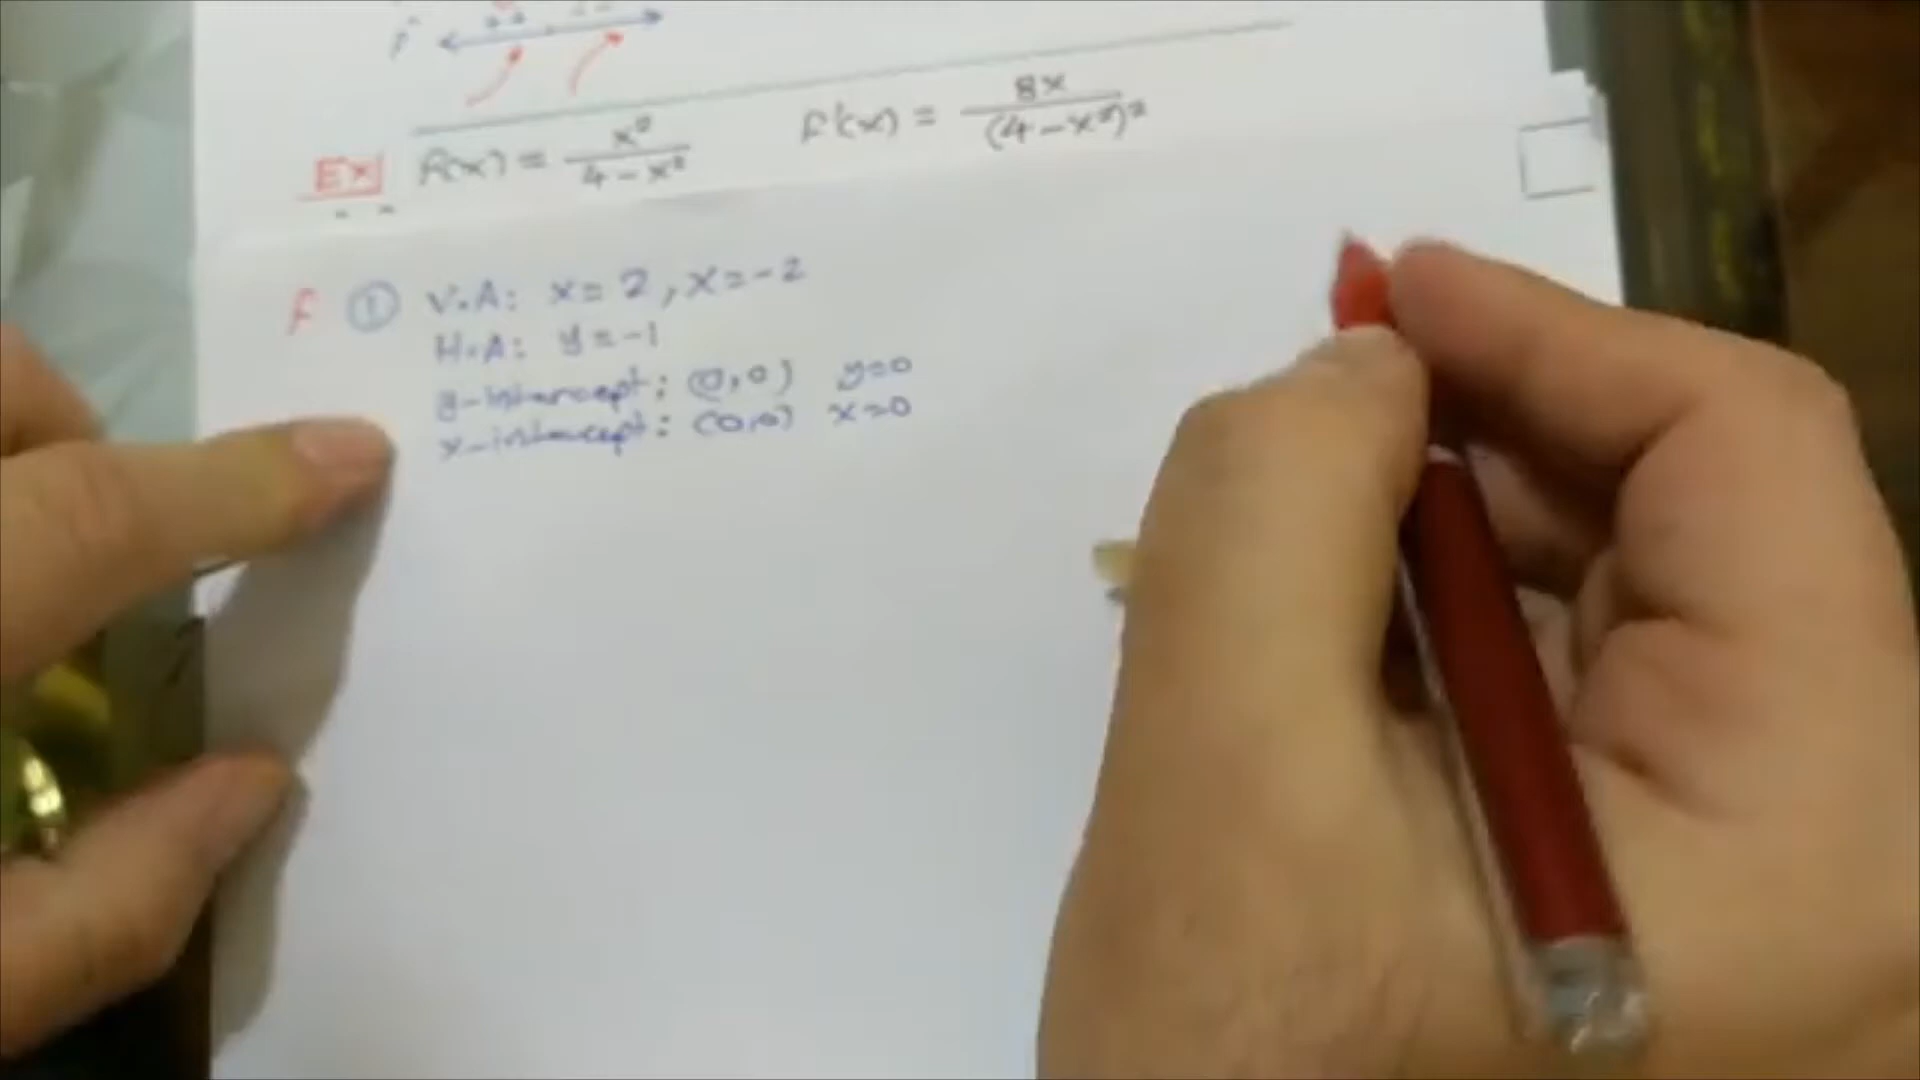 Ex f(x) = x² / 4-x² f'(x) = 8x / (4-x²)²
f ① V.A: x = 2, x = -2
H.A: y = -1
y-intercept: (0,0) y=0
x-intercept: (0,0) x=0